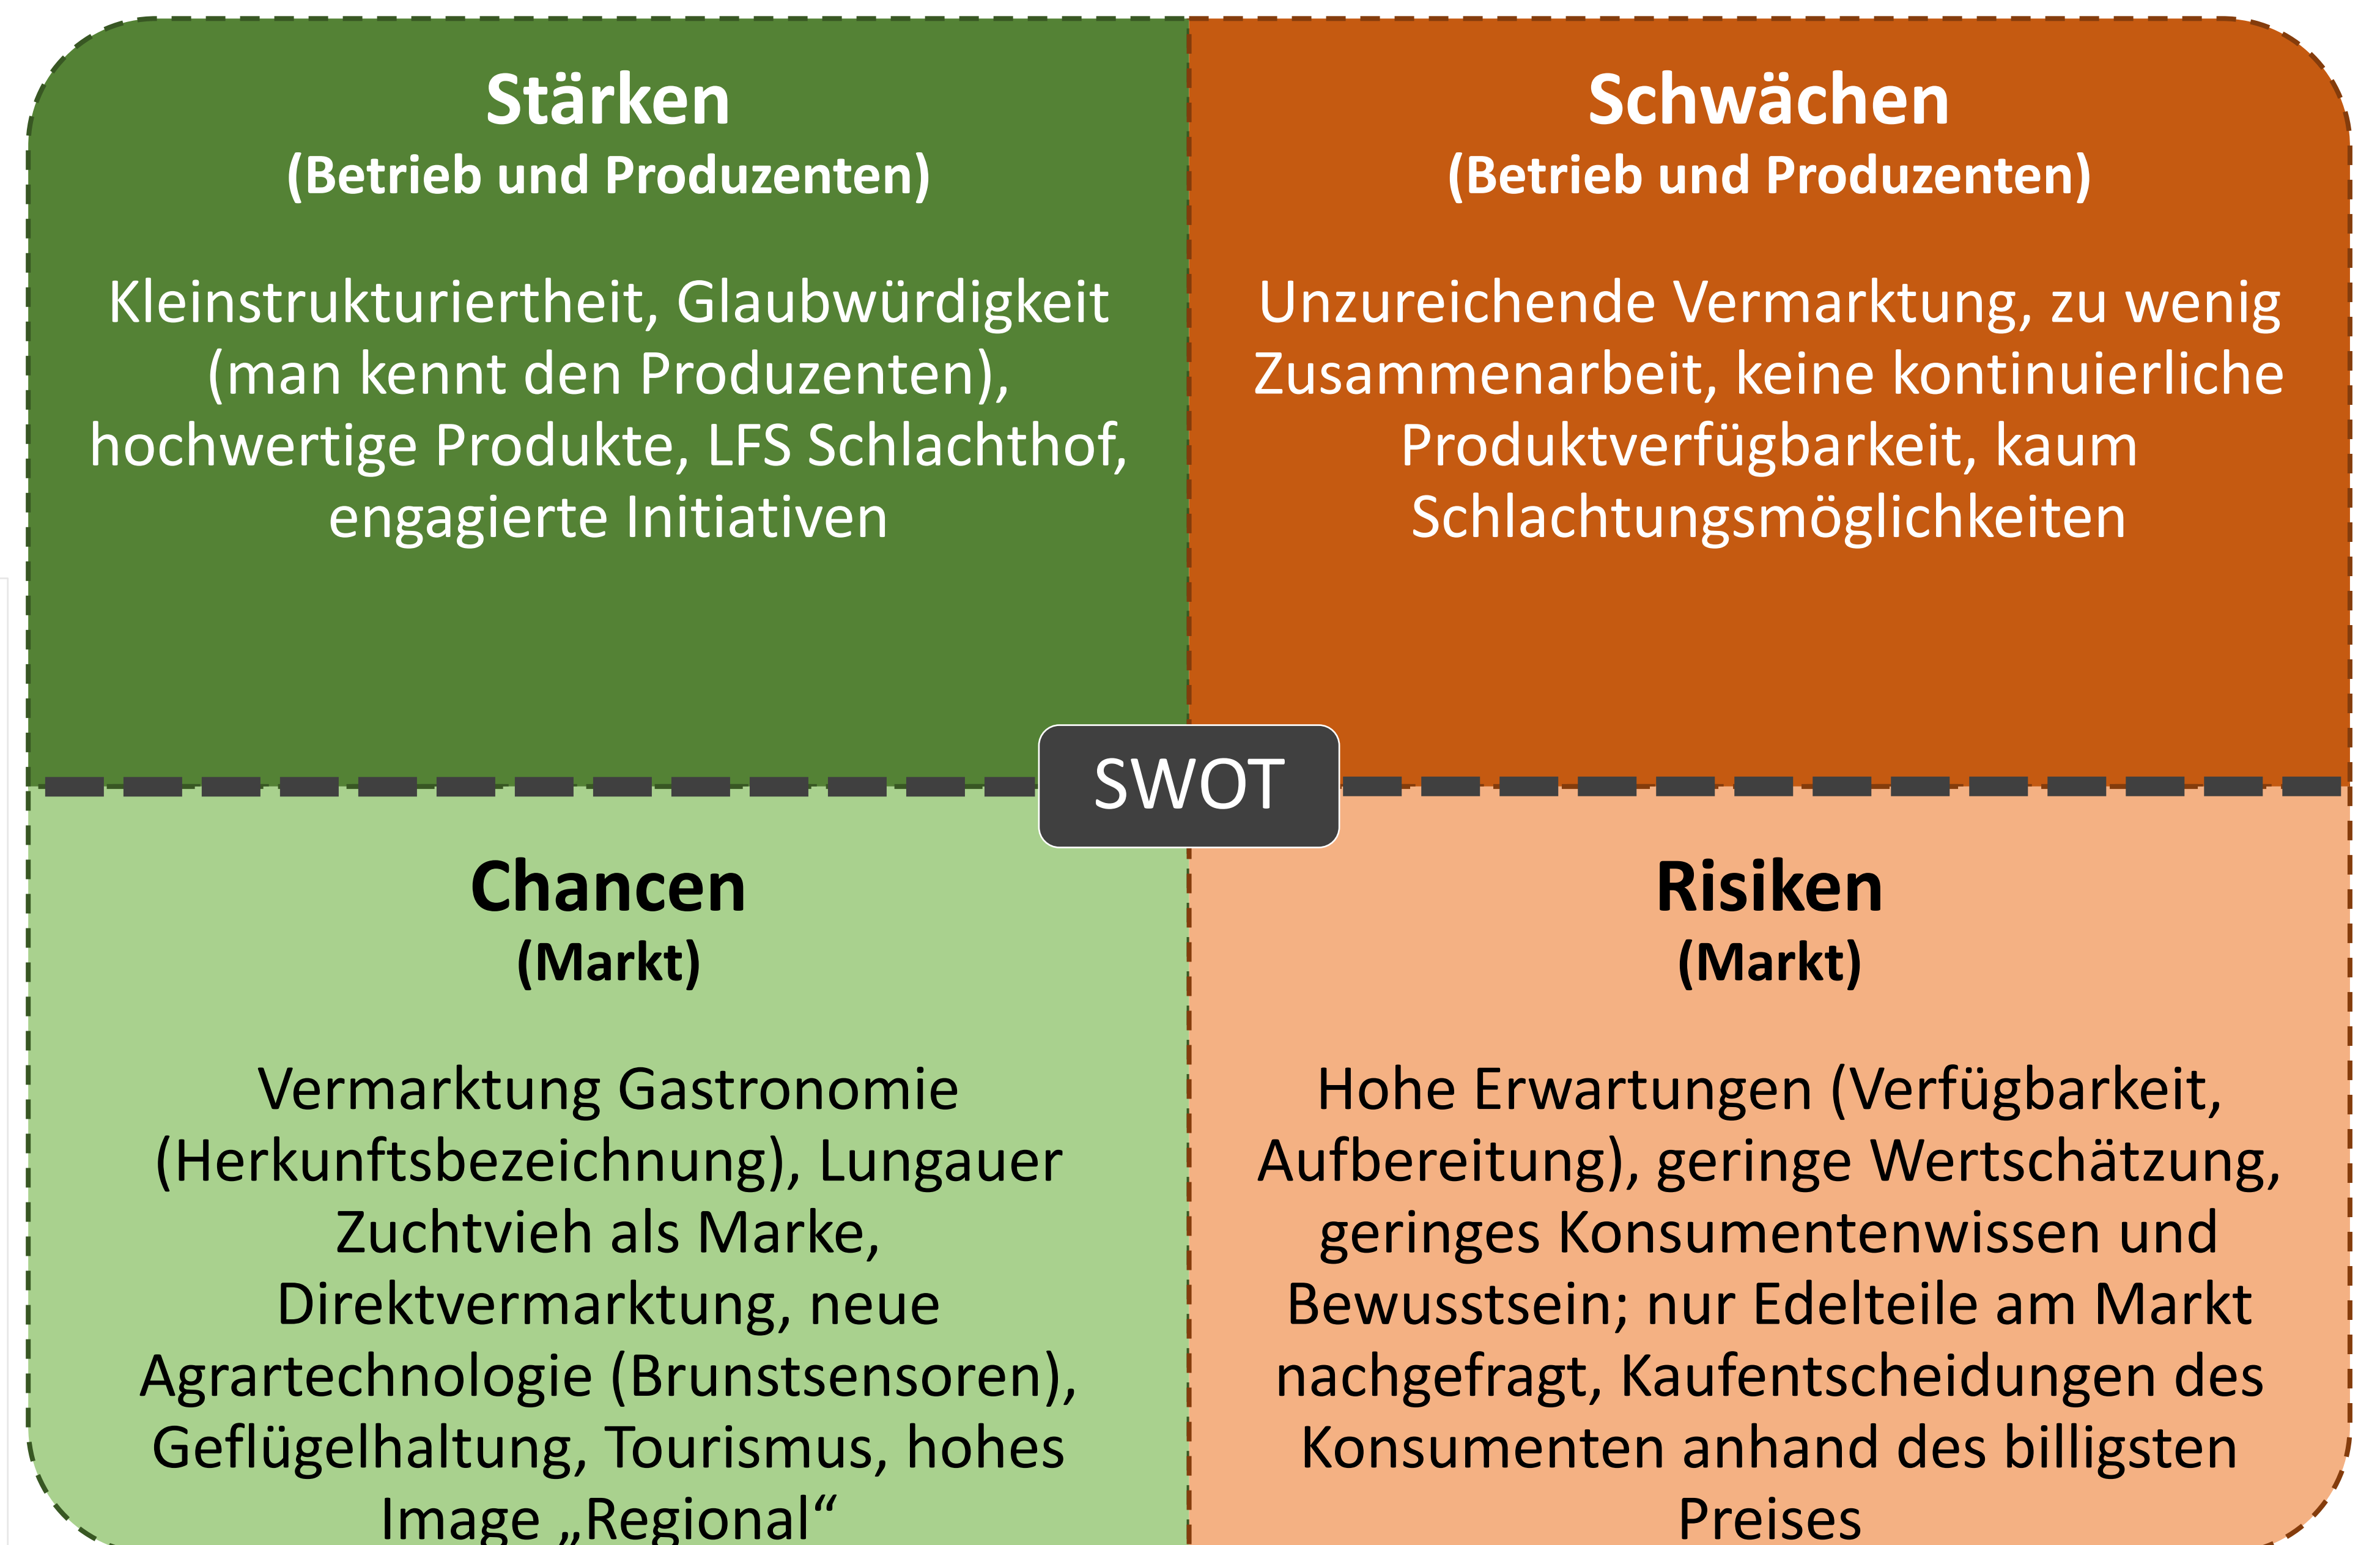 Stärken
(Betrieb und Produzenten)
Kleinstrukturiertheit, Glaubwürdigkeit
(man kennt den Produzenten),
hochwertige Produkte, LFS Schlachthof,
engagierte Initiativen
Schwächen
(Betrieb und Produzenten)
Unzureichende Vermarktung, zu wenig
Zusammenarbeit, keine kontinuierliche
Produktverfügbarkeit, kaum
Schlachtungsmöglichkeiten
SWOT
Chancen
(Markt)
Vermarktung Gastronomie
(Herkunftsbezeichnung), Lungauer
Zuchtvieh als Marke,
Direktvermarktung, neue
Agrartechnologie (Brunstsensoren),
Geflügelhaltung, Tourismus, hohes
Image „Regional“
Risiken
(Markt)
Hohe Erwartungen (Verfügbarkeit,
Aufbereitung), geringe Wertschätzung,
geringes Konsumentenwissen und
Bewusstsein; nur Edelteile am Markt
nachgefragt, Kaufentscheidungen des
Konsumenten anhand des billigsten
Preises